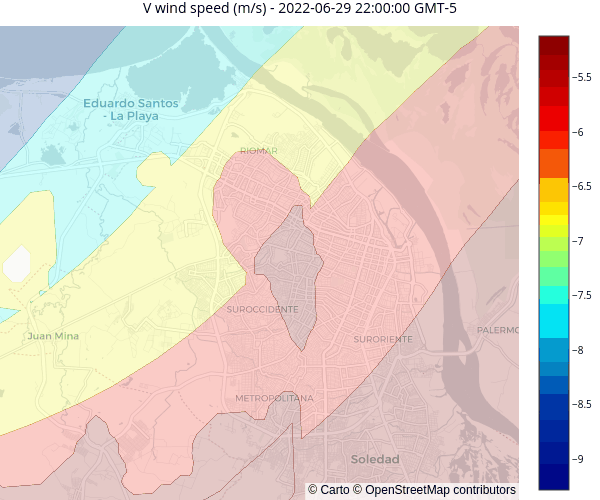 V wind speed (m/s) - 2022-06-29 22:00:00 GMT-5
Eduardo Santos
- La Playa
RIOMAR
SUROCCIDENTE
Juan Mina
SURORIENTE
PALERMO
METROPOLITANA
Soledad
© Carto © OpenStreetMap contributors
−5.5
−6
−6.5
−7
−7.5
−8
−8.5
−9